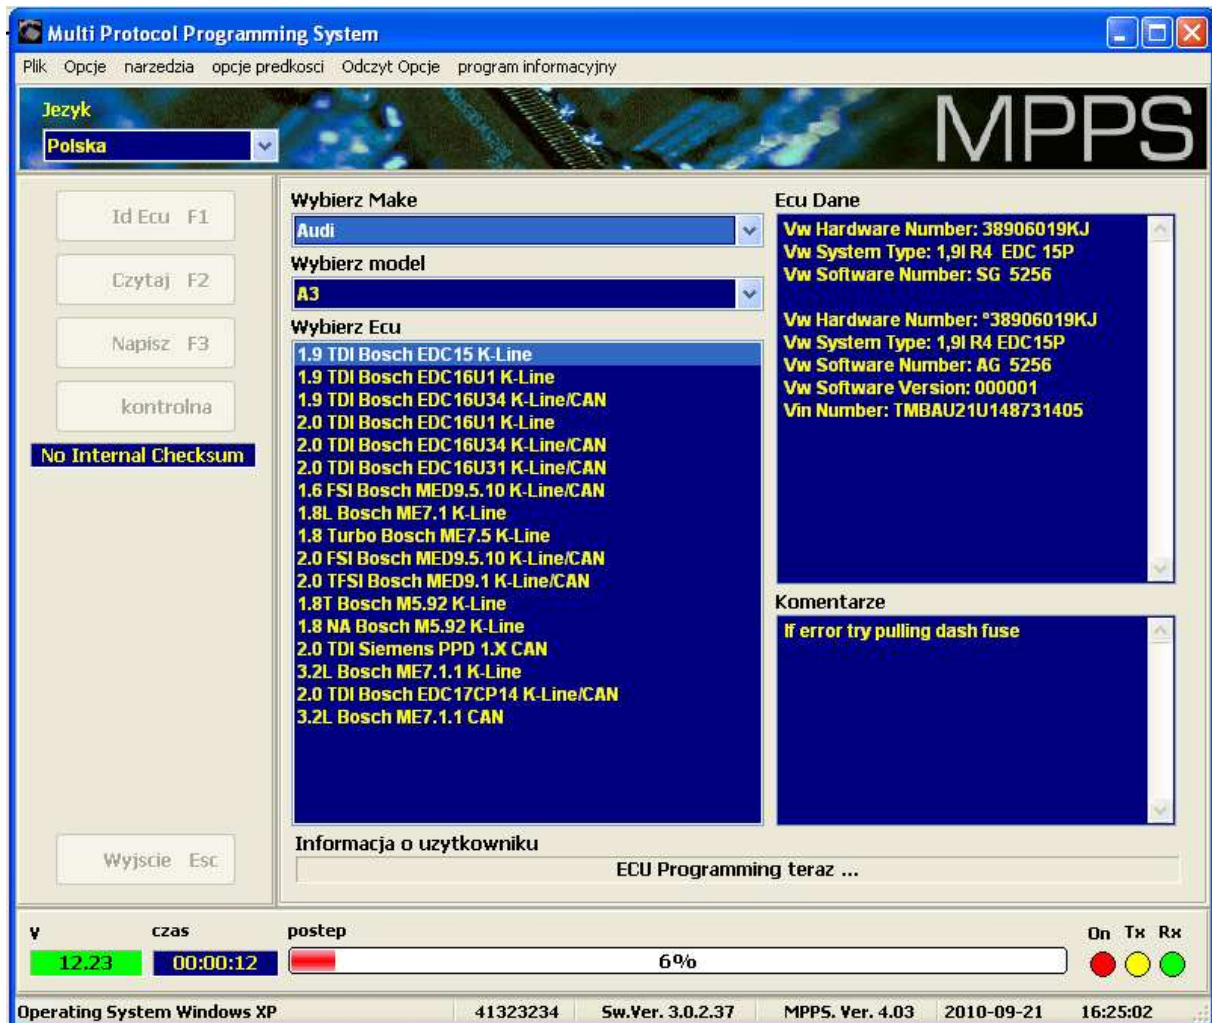 Multi Protocol Programming System
Plik Opcje narzedzia opcje predkosci Odczyt Opcje program informacyjny
Jezyk
Polska
MPPS
Id Ecu F1
Czytaj F2
Napisz F3
kontrolna
No Internal Checksum
Wyjscie Esc
Wybierz Make
Audi
Wybierz model
A3
Wybierz Ecu
1.9 TDI Bosch EDC15 K-Line
1.9 TDI Bosch EDC16U1 K-Line
1.9 TDI Bosch EDC16U34 K-Line/CAN
2.0 TDI Bosch EDC16U1 K-Line
2.0 TDI Bosch EDC16U34 K-Line/CAN
2.0 TDI Bosch EDC16U31 K-Line/CAN
1.6 FSI Bosch MED9.5.10 K-Line/CAN
1.8L Bosch ME7.1 K-Line
1.8 Turbo Bosch ME7.5 K-Line
2.0 FSI Bosch MED9.5.10 K-Line/CAN
2.0 TFSI Bosch MED9.1 K-Line/CAN
1.8T Bosch M5.92 K-Line
1.8 NA Bosch M5.92 K-Line
2.0 TDI Siemens PPD 1.X CAN
3.2L Bosch ME7.1.1 K-Line
2.0 TDI Bosch EDC17CP14 K-Line/CAN
3.2L Bosch ME7.1.1 CAN
Ecu Dane
Vw Hardware Number: 38906019KJ
Vw System Type: 1,9l R4 EDC 15P
Vw Software Number: SG 5256
Vw Hardware Number: °38906019KJ
Vw System Type: 1,9l R4 EDC15P
Vw Software Number: AG 5256
Vw Software Version: 000001
Vin Number: TMBAU21U148731405
Komentarze
If error try pulling dash fuse
Informacja o uzytkowniku
ECU Programming teraz ...
v czas postep On Tx Rx
12.23 00:00:12 6%
Operating System Windows XP 41323234 Sw.Ver. 3.0.2.37 MPPS. Ver. 4.03 2010-09-21 16:25:02